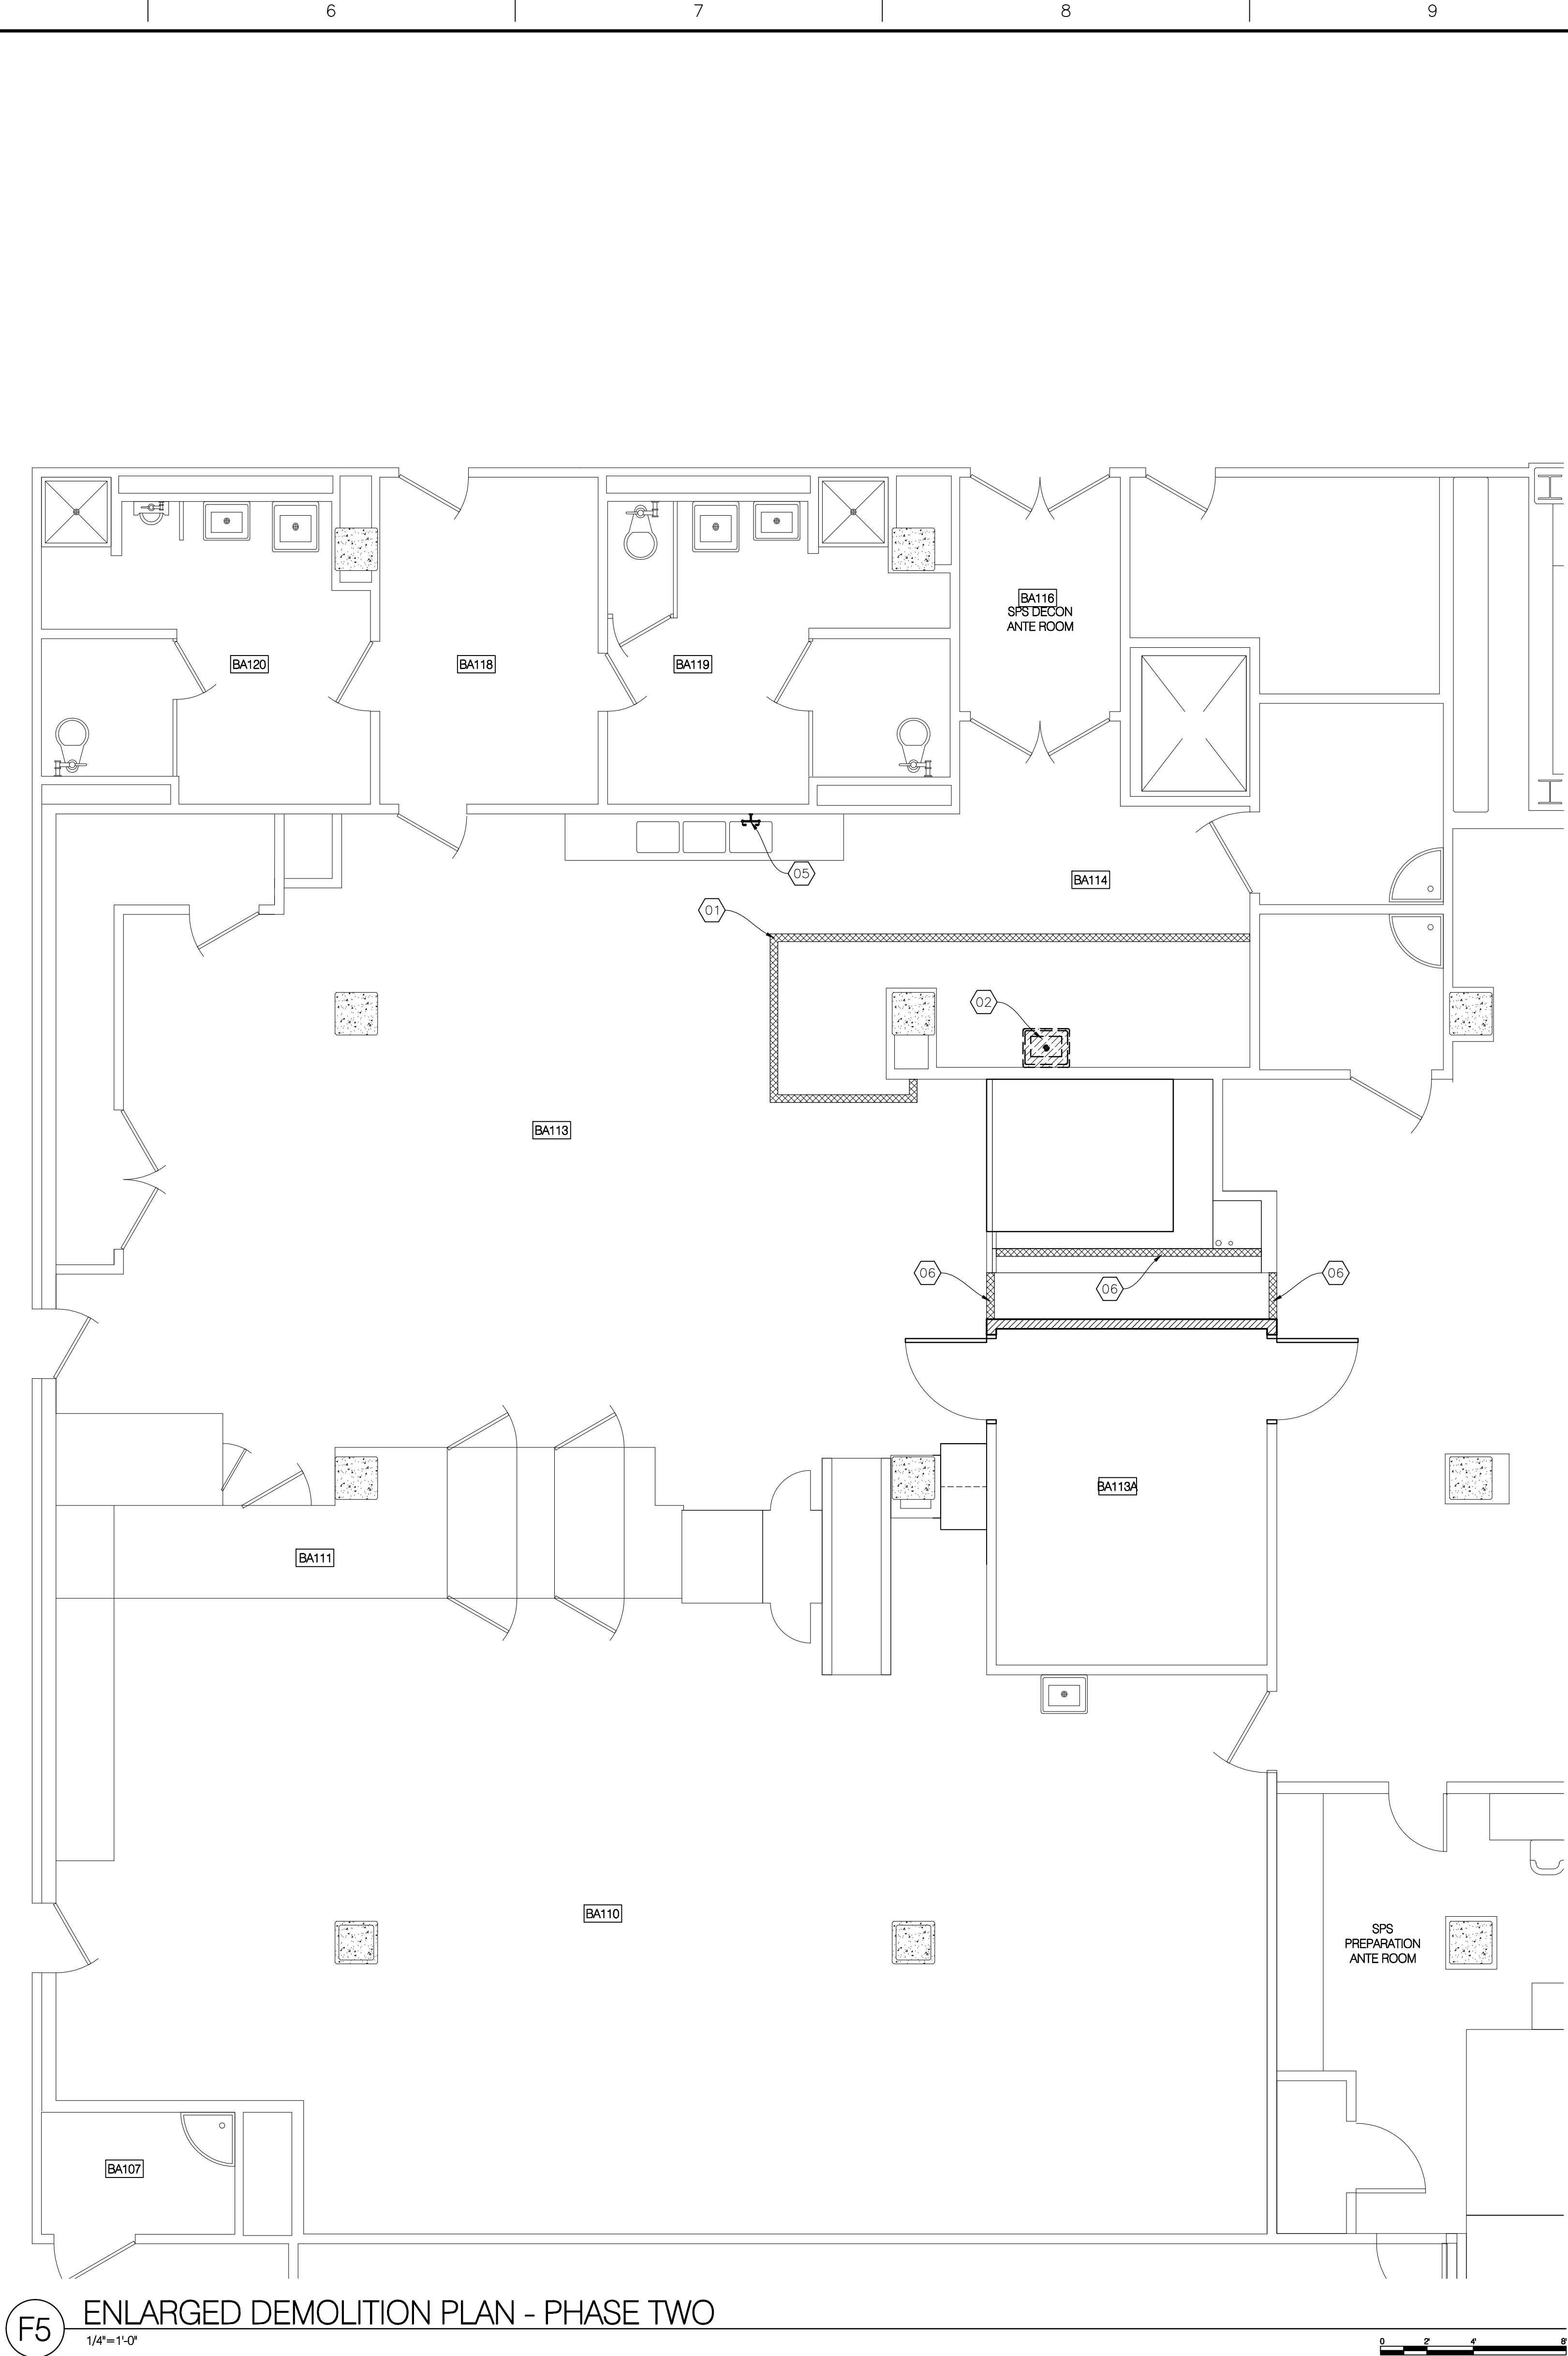 6
7
8
9
BA116
SPS DECON
ANTE ROOM
BA120
BA118
BA119
05
BA114
01
02
BA113
06
06
06
BA113A
BA111
BA110
SPS
PREPARATION
ANTE ROOM
BA107
F5
ENLARGED DEMOLITION PLAN - PHASE TWO
1/4"=1'-0"
0 2' 4' 8'